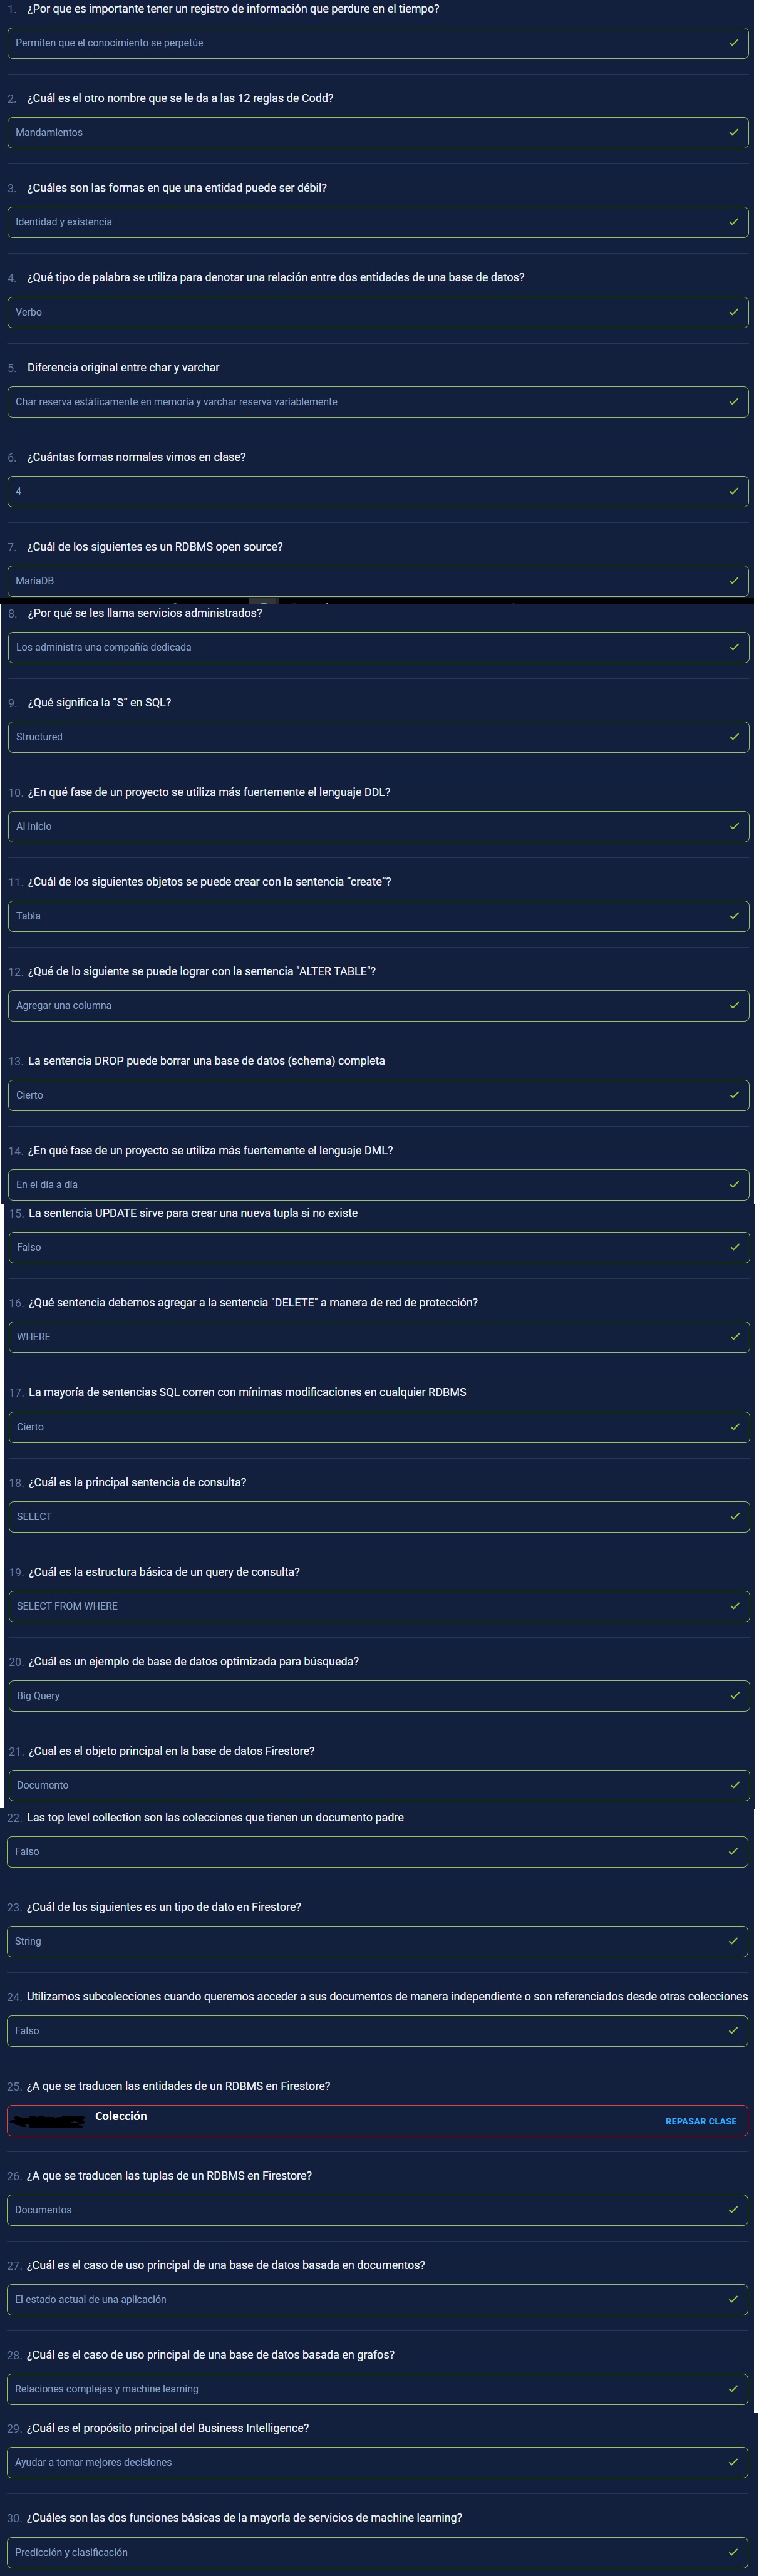 1. ¿Por que es importante tener un registro de información que perdure en el tiempo?
Permiten que el conocimiento se perpetúe
2. ¿Cuál es el otro nombre que se le da a las 12 reglas de Codd?
Mandamientos
3. ¿Cuáles son las formas en que una entidad puede ser débil?
Identidad y existencia
4. ¿Qué tipo de palabra se utiliza para denotar una relación entre dos entidades de una base de datos?
Verbo
5. Diferencia original entre char y varchar
Char reserva estáticamente en memoria y varchar reserva variablemente
6. ¿Cuántas formas normales vimos en clase?
4
7. ¿Cuál de los siguientes es un RDBMS open source?
MariaDB
8. ¿Por qué se les llama servicios administrados?
Los administra una compañía dedicada
9. ¿Qué significa la “S” en SQL?
Structured
10. ¿En qué fase de un proyecto se utiliza más fuertemente el lenguaje DDL?
Al inicio
11. ¿Cuál de los siguientes objetos se puede crear con la sentencia “create”?
Tabla
12. ¿Qué de lo siguiente se puede lograr con la sentencia "ALTER TABLE"?
Agregar una columna
13. La sentencia DROP puede borrar una base de datos (schema) completa
Cierto
14. ¿En qué fase de un proyecto se utiliza más fuertemente el lenguaje DML?
En el día a día
15. La sentencia UPDATE sirve para crear una nueva tupla si no existe
Falso
16. ¿Qué sentencia debemos agregar a la sentencia "DELETE" a manera de red de protección?
WHERE
17. La mayoría de sentencias SQL corren con mínimas modificaciones en cualquier RDBMS
Cierto
18. ¿Cuál es la principal sentencia de consulta?
SELECT
19. ¿Cuál es la estructura básica de un query de consulta?
SELECT FROM WHERE
20. ¿Cuál es un ejemplo de base de datos optimizada para búsqueda?
Big Query
21. ¿Cual es el objeto principal en la base de datos Firestore?
Documento
22. Las top level collection son las colecciones que tienen un documento padre
Falso
23. ¿Cuál de los siguientes es un tipo de dato en Firestore?
String
24. Utilizamos subcolecciones cuando queremos acceder a sus documentos de manera independiente o son referenciados desde otras colecciones
Falso
25. ¿A que se traducen las entidades de un RDBMS en Firestore?
Colección REPASAR CLASE
26. ¿A que se traducen las tuplas de un RDBMS en Firestore?
Documentos
27. ¿Cuál es el caso de uso principal de una base de datos basada en documentos?
El estado actual de una aplicación
28. ¿Cuál es el caso de uso principal de una base de datos basada en grafos?
Relaciones complejas y machine learning
29. ¿Cuál es el propósito principal del Business Intelligence?
Ayudar a tomar mejores decisiones
30. ¿Cuáles son las dos funciones básicas de la mayoría de servicios de machine learning?
Predicción y clasificación